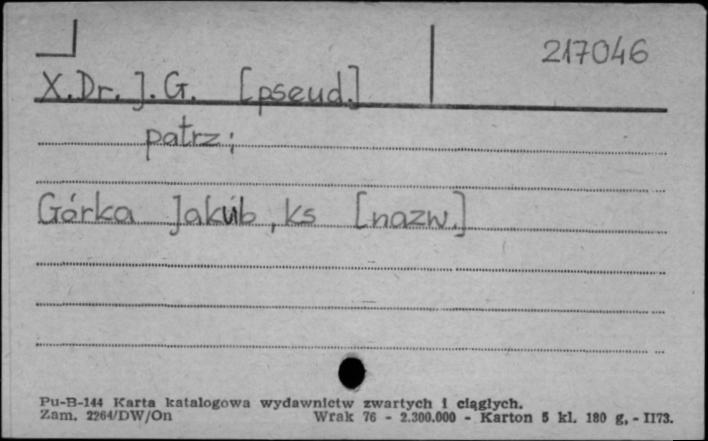 217046
X.Dr. J.G. [pseud.]
patrz;
Górka Jakub, ks [nazw.]
Pu-B-144 Karta katalogowa wydawnictw zwartych i ciągłych.
Zam. 2264/DW/On Wrak 76 - 2.300.000 - Karton 5 kl. 180 g. - II73.